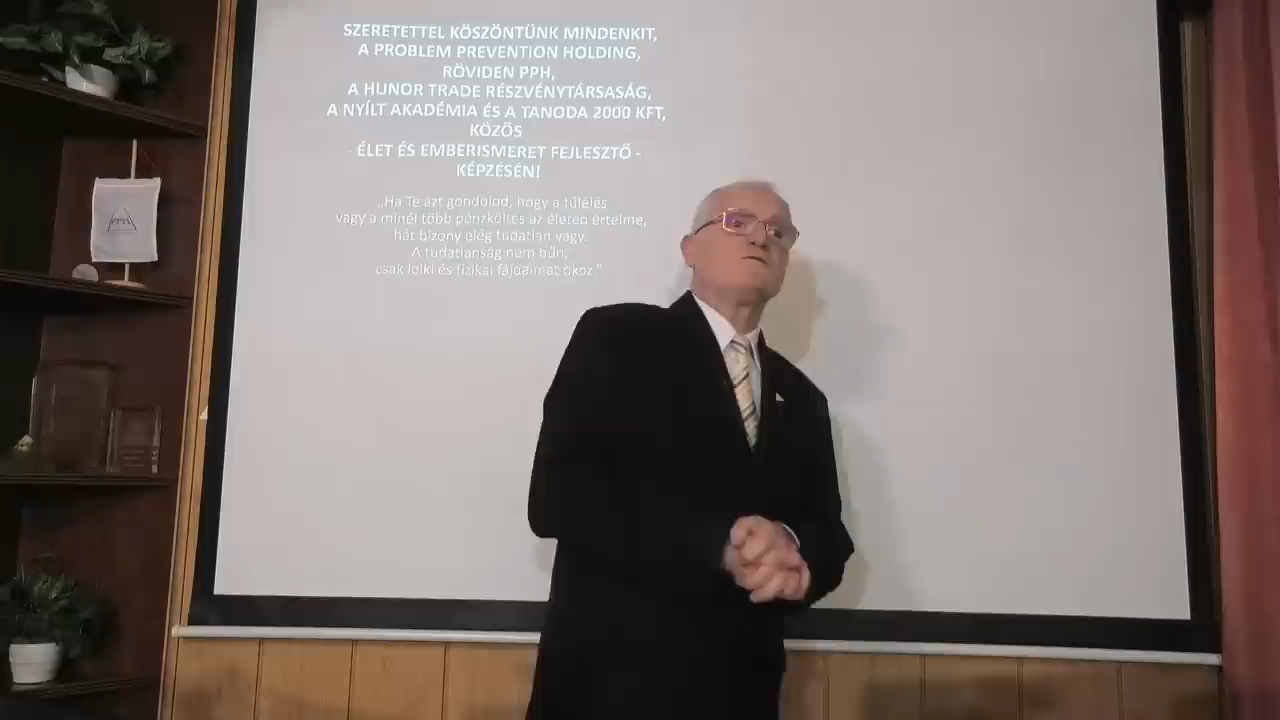 SZERETETTEL KÖSZÖNTÜNK MINDENKIT,
A PROBLEM PREVENTION HOLDING,
RÖVIDEN PPH,
A HUNOR TRADE RÉSZVÉNYTÁRSASÁG,
A NYÍLT AKADÉMIA ÉS A TANODA 2000 KFT,
KÖZÖS
- ÉLET ÉS EMBERISMERET FEJLESZTŐ -
KÉPZÉSÉN!
„Ha Te azt gondolod, hogy a túlélés
vagy a minél több pénzköltés az életed értelme,
hát bizony elég tudatlan vagy.
A tudatlanság nem bűn,
csak lelki és fizikai fájdalmat okoz."